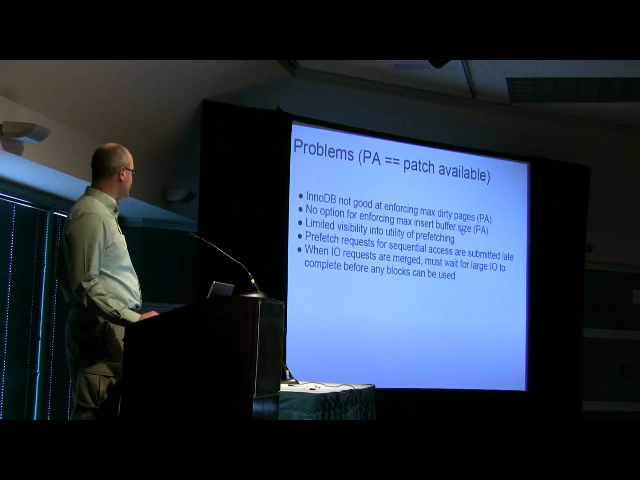 Problems (PA == patch available)
● InnoDB not good at enforcing max dirty pages (PA)
● No option for enforcing max insert buffer size (PA)
● Limited visibility into utility of prefetching
● Prefetch requests for sequential access are submitted late
● When IO requests are merged, must wait for large IO to
complete before any blocks can be used